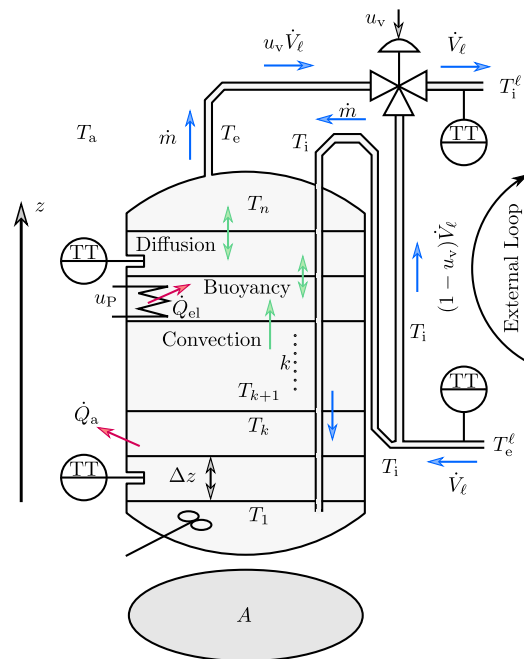 u_v
u_v V̇_ℓ
V̇_ℓ
T_i^ℓ
T_a
ṁ
T_e
T_i
ṁ
TT
z
T_n
Diffusion
TT
Buoyancy
u_P
Q̇_el
Convection
k
T_{k+1}
Q̇_a
T_k
TT
Δz
T_1
T_i
(1 − u_v)V̇_ℓ
External Loop
TT
T_e^ℓ
T_i
V̇_ℓ
A